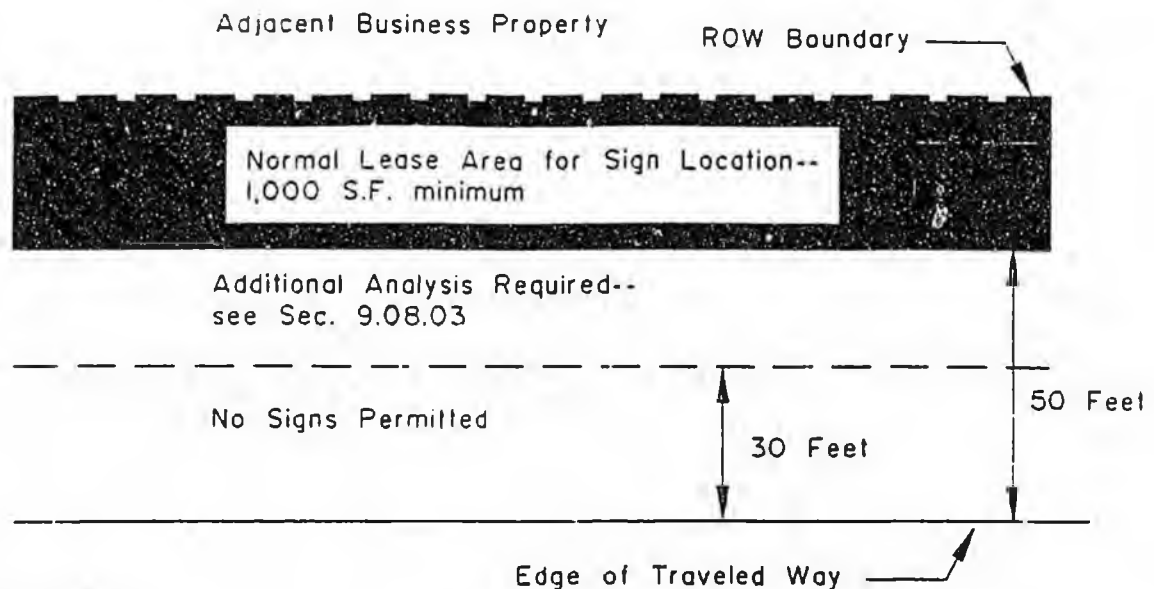 Adjacent Business Property
ROW Boundary
Normal Lease Area for Sign Location--
1,000 S.F. minimum
Additional Analysis Required--
see Sec. 9.08.03
No Signs Permitted
30 Feet
50 Feet
Edge of Traveled Way